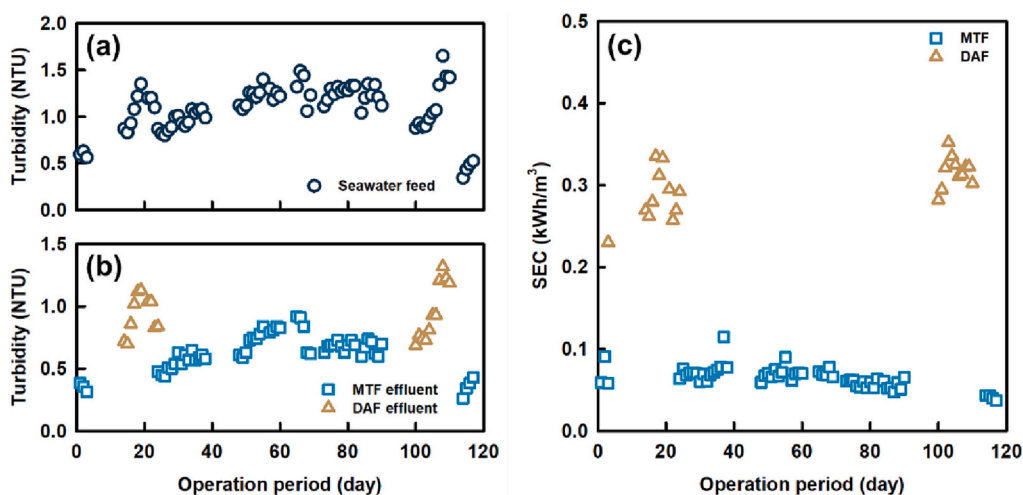 (a)
Turbidity (NTU)
2.0
1.5
1.0
0.5
0.0
Seawater feed
(b)
Turbidity (NTU)
1.5
1.0
0.5
0.0
MTF effluent
DAF effluent
0 20 40 60 80 100 120
Operation period (day)
(c)
SEC (kWh/m³)
0.5
0.4
0.3
0.2
0.1
0.0
MTF
DAF
0 20 40 60 80 100 120
Operation period (day)